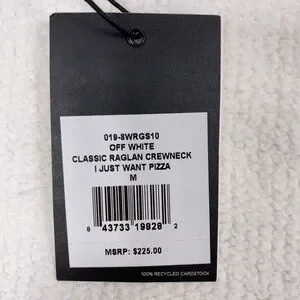 019-8WRGS10
OFF WHITE
CLASSIC RAGLAN CREWNECK
I JUST WANT PIZZA
M
8 43733 19828 2
MSRP: $225.00
100% RECYCLED CARDSTOCK